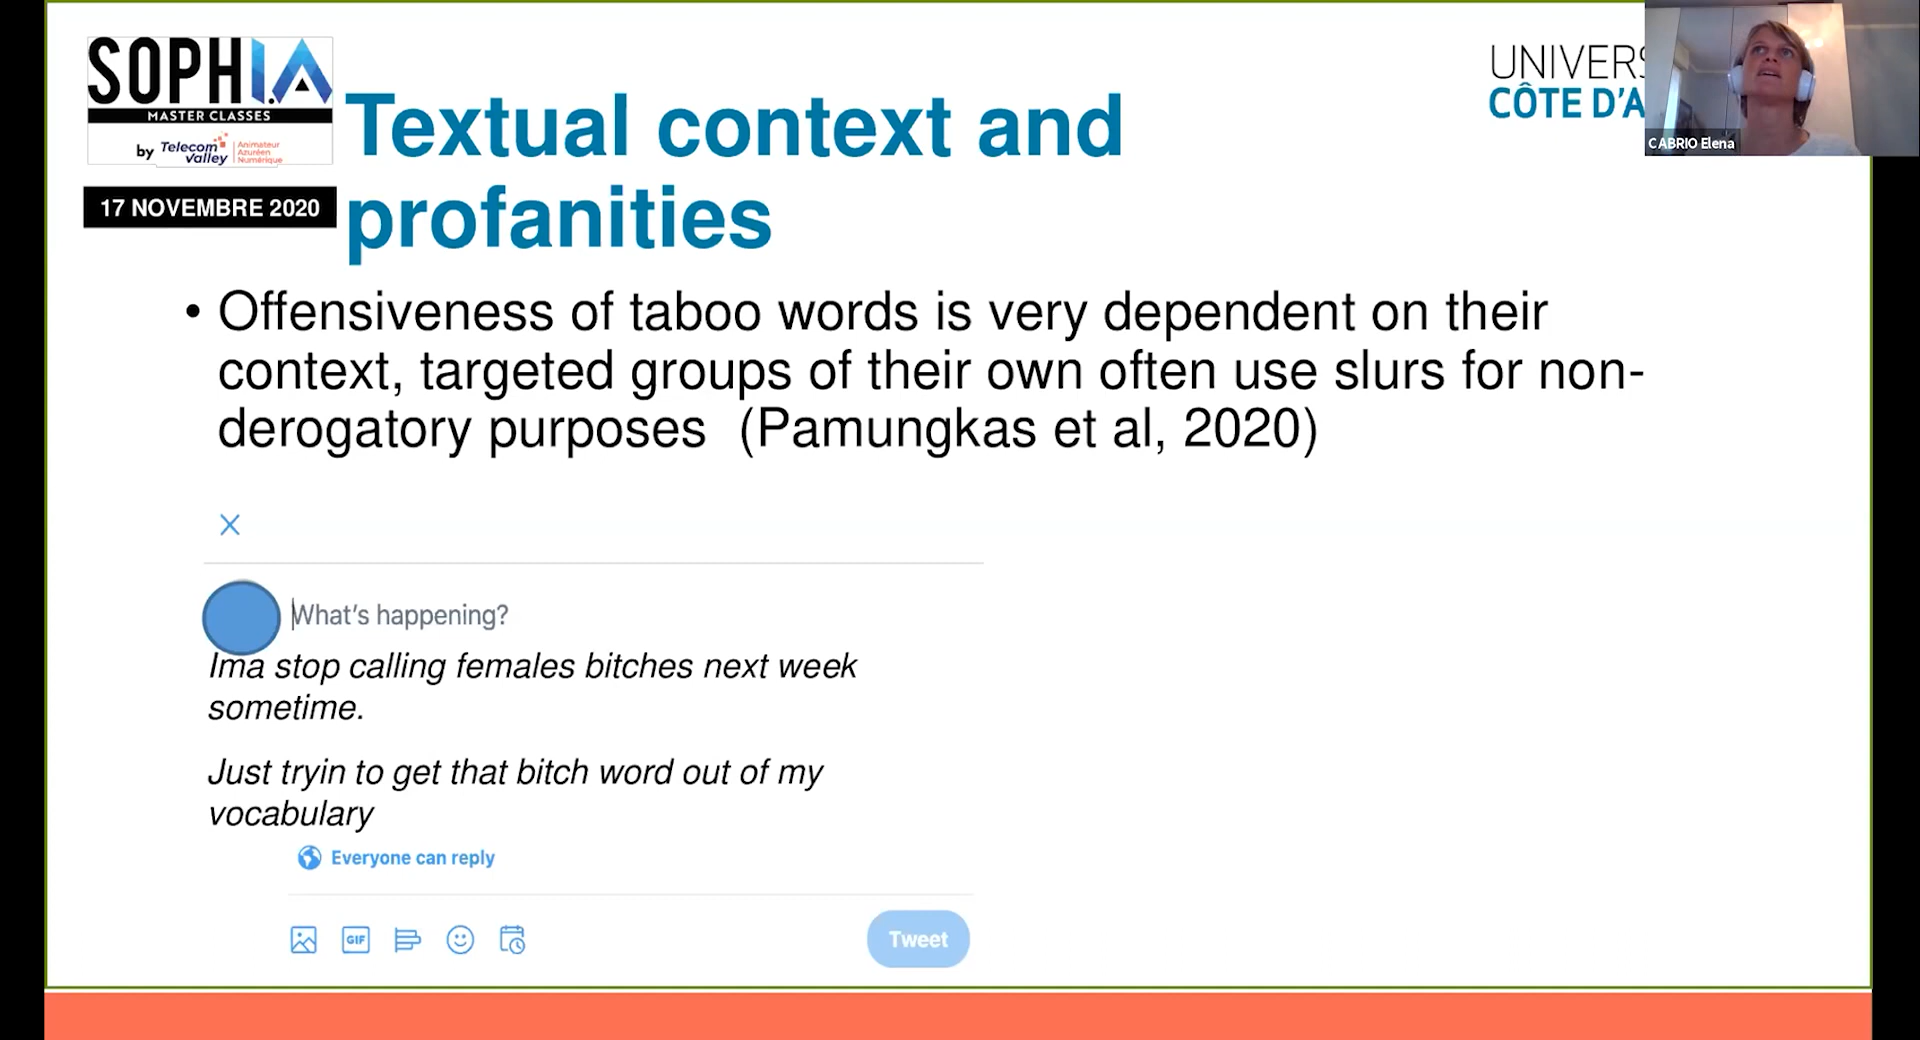 SOPHI.A
MASTER CLASSES
by Telecom Valley
Animateur
Azuréen
Numérique
17 NOVEMBRE 2020
Textual context and
profanities
UNIVERS
CÔTE D'A
CABRIO Elena
• Offensiveness of taboo words is very dependent on their
context, targeted groups of their own often use slurs for non-
derogatory purposes (Pamungkas et al, 2020)
What's happening?
Ima stop calling females bitches next week
sometime.
Just tryin to get that bitch word out of my
vocabulary
Everyone can reply
GIF
Tweet